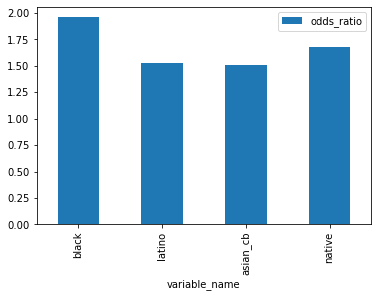 2.00
1.75
1.50
1.25
1.00
0.75
0.50
0.25
0.00
odds_ratio
black
latino
asian_cb
native
variable_name